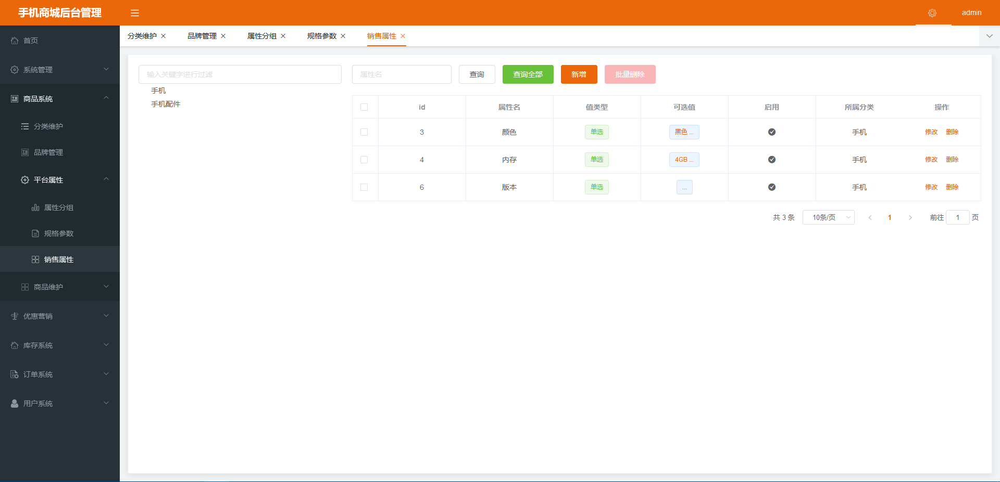 手机商城后台管理
admin
首页
系统管理
商品系统
分类维护
品牌管理
平台属性
属性分组
规格参数
销售属性
商品维护
优惠营销
库存系统
订单系统
用户系统
分类维护 品牌管理 属性分组 规格参数 销售属性
输入关键字进行过滤
手机
手机配件
属性名 查询 查询全部 新增 批量删除
id 属性名 值类型 可选值 启用 所属分类 操作
3 颜色 单选 黑色 ... 手机 修改 删除
4 内存 单选 4GB ... 手机 修改 删除
6 版本 单选 ... 手机 修改 删除
共 3 条 10条/页 1 前往 1 页